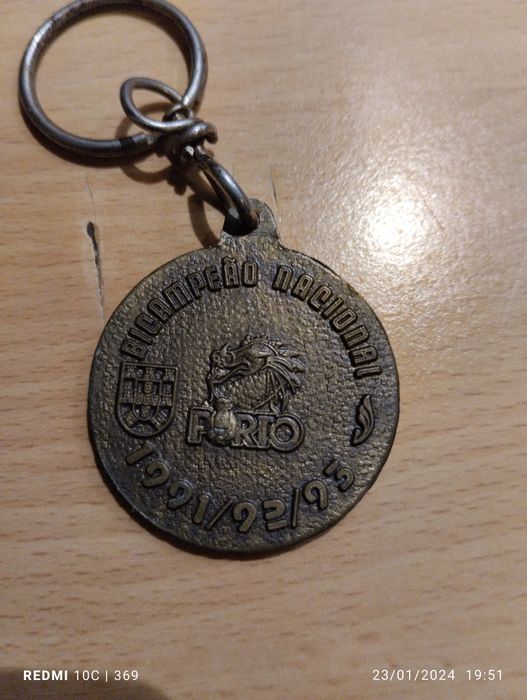 BICAMPEÃO NACIONAL
PORTO
1991/92/93
REDMI 10C | 369
23/01/2024 19:51